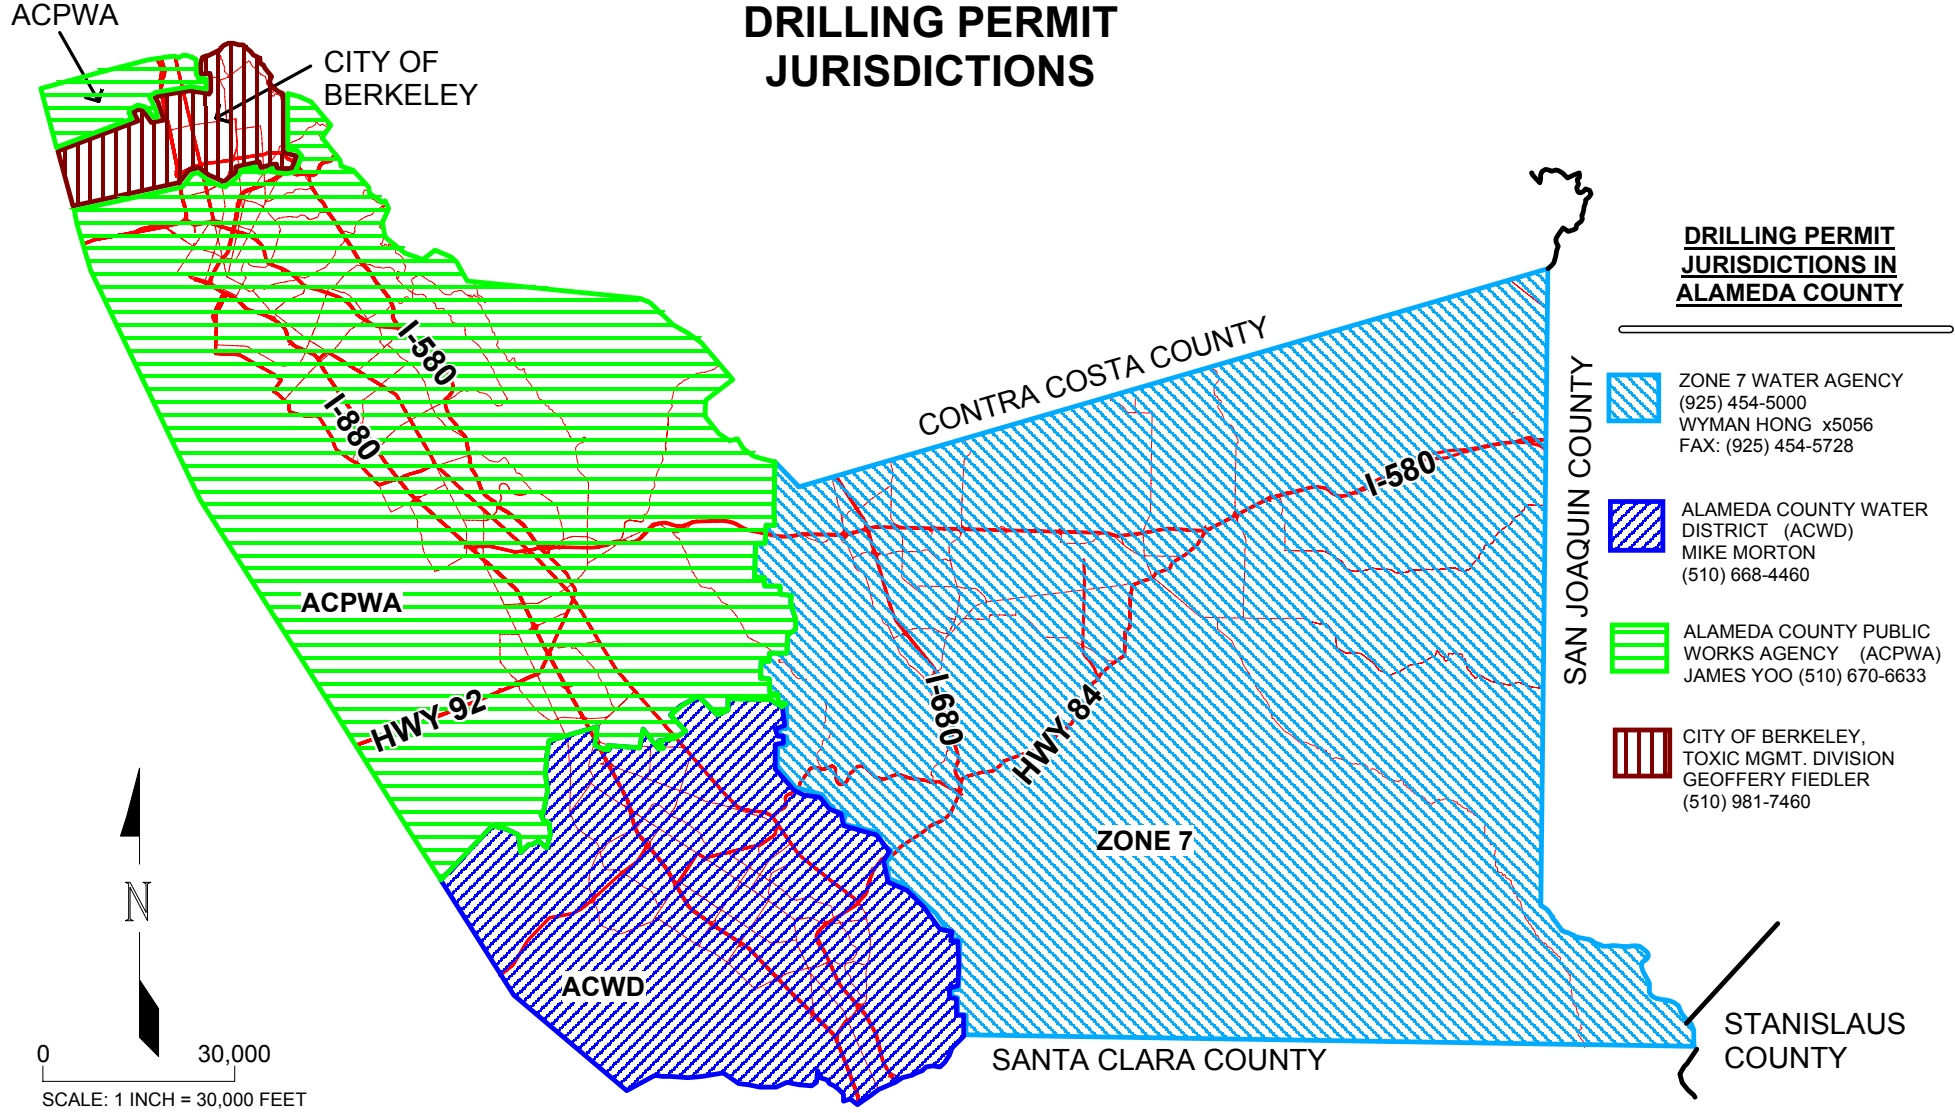 ACPWA
DRILLING PERMIT
JURISDICTIONS
CITY OF
BERKELEY
I-580
I-880
CONTRA COSTA COUNTY
I-580
SAN JOAQUIN COUNTY
ACPWA
HWY 92
I-680
HWY 84
ZONE 7
ACWD
SANTA CLARA COUNTY
STANISLAUS
COUNTY
DRILLING PERMIT
JURISDICTIONS IN
ALAMEDA COUNTY
ZONE 7 WATER AGENCY
(925) 454-5000
WYMAN HONG x5056
FAX: (925) 454-5728
ALAMEDA COUNTY WATER
DISTRICT (ACWD)
MIKE MORTON
(510) 668-4460
ALAMEDA COUNTY PUBLIC
WORKS AGENCY (ACPWA)
JAMES YOO (510) 670-6633
CITY OF BERKELEY,
TOXIC MGMT. DIVISION
GEOFFERY FIEDLER
(510) 981-7460
N
0 30,000
SCALE: 1 INCH = 30,000 FEET